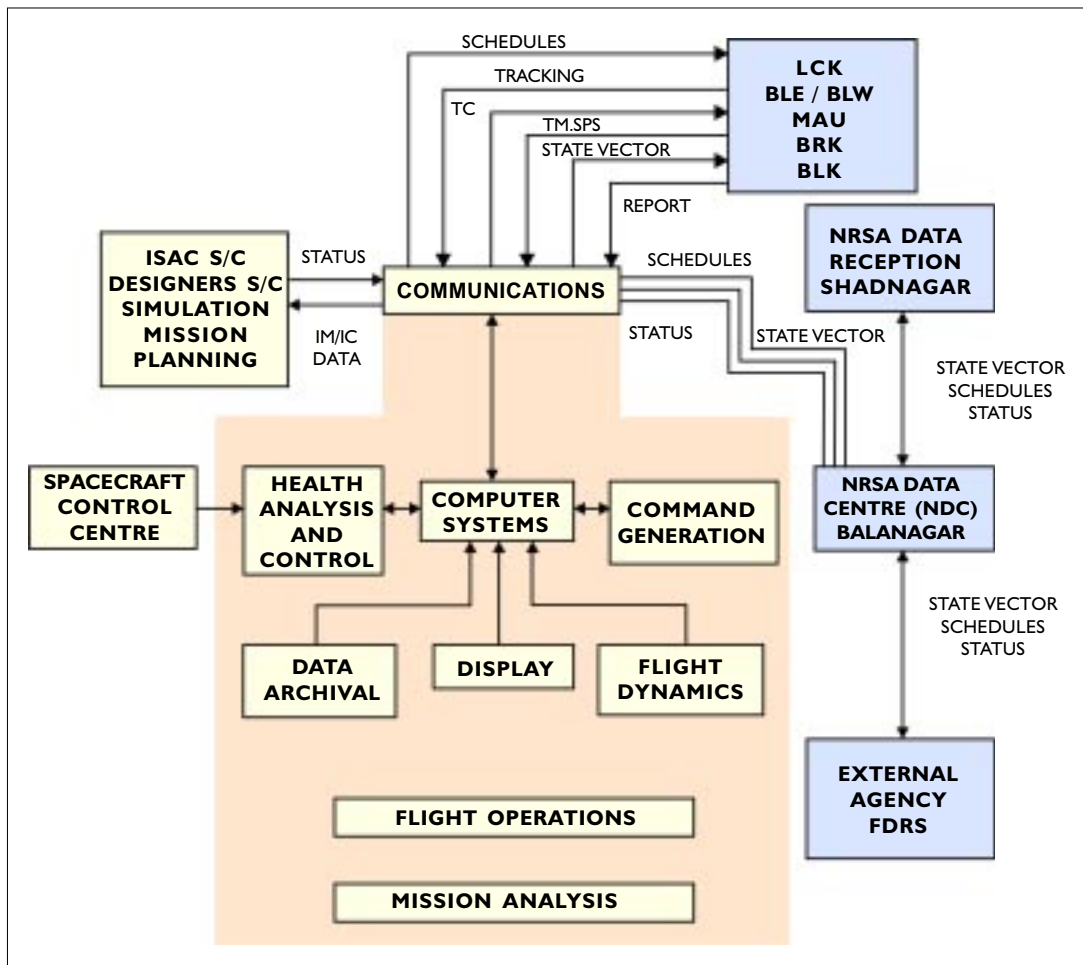 SCHEDULES
TRACKING
TC
TM.SPS
STATE VECTOR
REPORT
LCK
BLE / BLW
MAU
BRK
BLK
ISAC S/C
DESIGNERS S/C
SIMULATION
MISSION
PLANNING
STATUS
IM/IC
DATA
COMMUNICATIONS
SCHEDULES
STATUS
STATE VECTOR
NRSA DATA
RECEPTION
SHADNAGAR
STATE VECTOR
SCHEDULES
STATUS
SPACECRAFT
CONTROL
CENTRE
HEALTH
ANALYSIS
AND
CONTROL
COMPUTER
SYSTEMS
COMMAND
GENERATION
NRSA DATA
CENTRE (NDC)
BALANAGAR
STATE VECTOR
SCHEDULES
STATUS
DATA
ARCHIVAL
DISPLAY
FLIGHT
DYNAMICS
EXTERNAL
AGENCY
FDRS
FLIGHT OPERATIONS
MISSION ANALYSIS